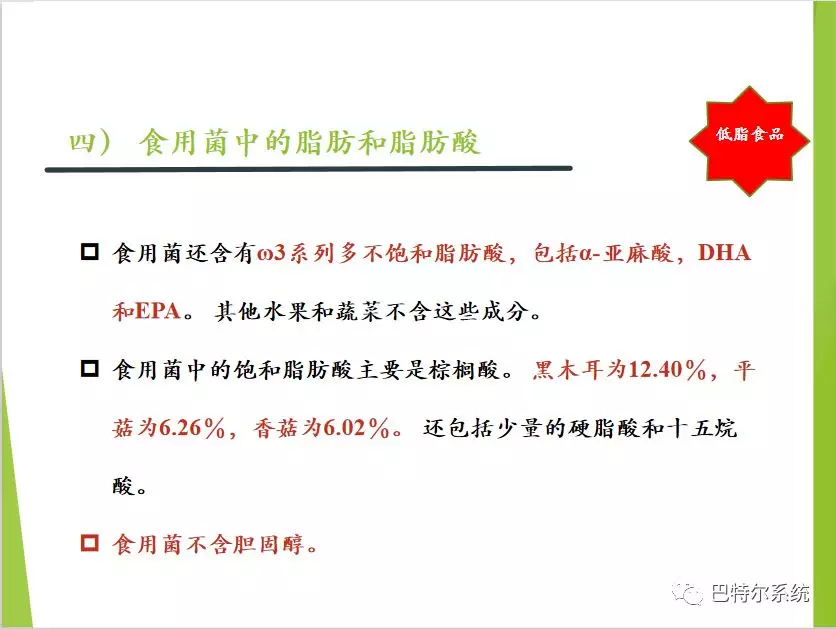 四） 食用菌中的脂肪和脂肪酸
低脂食品
食用菌还含有ω3系列多不饱和脂肪酸，包括α-亚麻酸，DHA
和EPA。 其他水果和蔬菜不含这些成分。
食用菌中的饱和脂肪酸主要是棕榈酸。 黑木耳为12.40％，平
菇为6.26％，香菇为6.02％。 还包括少量的硬脂酸和十五烷
酸。
食用菌不含胆固醇。
巴特尔系统